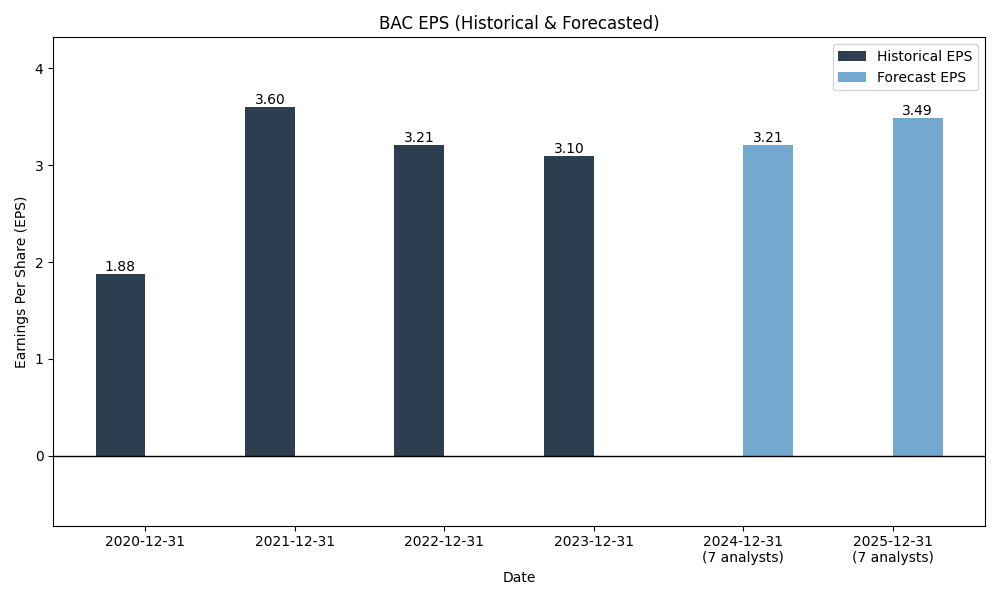 BAC EPS (Historical & Forecasted)
Historical EPS
Forecast EPS
Earnings Per Share (EPS)
4
3
2
1
0
1.88
3.60
3.21
3.10
3.21
3.49
2020-12-31
2021-12-31
2022-12-31
2023-12-31
2024-12-31
(7 analysts)
2025-12-31
(7 analysts)
Date